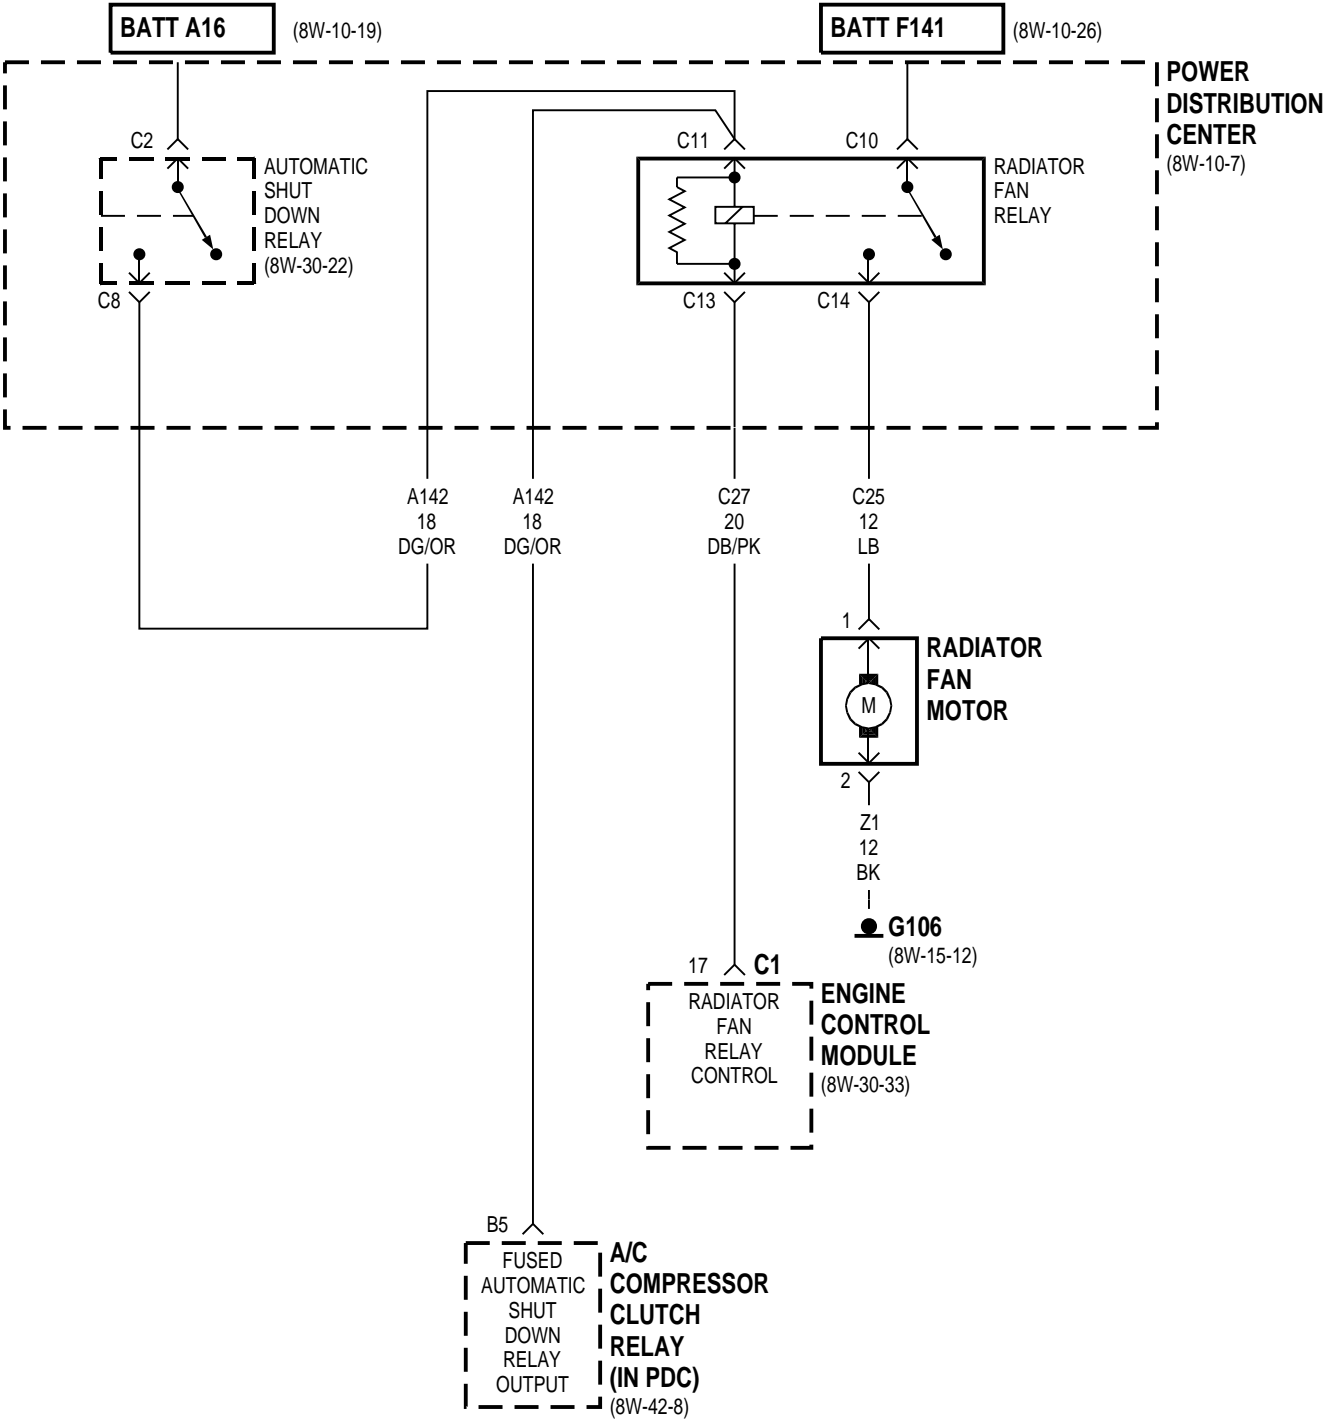 BATT A16
(8W-10-19)
BATT F141
(8W-10-26)
POWER
DISTRIBUTION
CENTER
(8W-10-7)
C2
AUTOMATIC
SHUT
DOWN
RELAY
(8W-30-22)
C8
C11
C10
RADIATOR
FAN
RELAY
C13
C14
A142
18
DG/OR
A142
18
DG/OR
C27
20
DB/PK
C25
12
LB
1
M
RADIATOR
FAN
MOTOR
2
Z1
12
BK
G106
(8W-15-12)
17
C1
RADIATOR
FAN
RELAY
CONTROL
ENGINE
CONTROL
MODULE
(8W-30-33)
B5
FUSED
AUTOMATIC
SHUT
DOWN
RELAY
OUTPUT
A/C
COMPRESSOR
CLUTCH
RELAY
(IN PDC)
(8W-42-8)